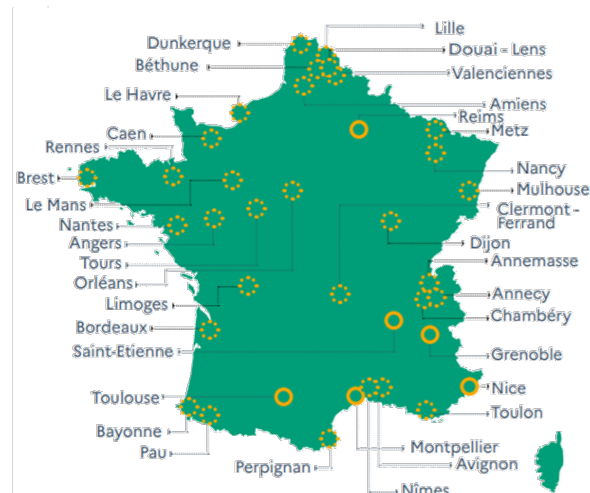 Lille
Dunkerque
Douai - Lens
Béthune
Valenciennes
Le Havre
Amiens
Reims
Caen
Metz
Rennes
Nancy
Brest
Mulhouse
Le Mans
Clermont -
Ferrand
Nantes
Angers
Dijon
Tours
Annemasse
Orléans
Annecy
Limoges
Chambéry
Bordeaux
Saint-Etienne
Grenoble
Nice
Toulouse
Toulon
Bayonne
Montpellier
Pau
Avignon
Perpignan
Nîmes